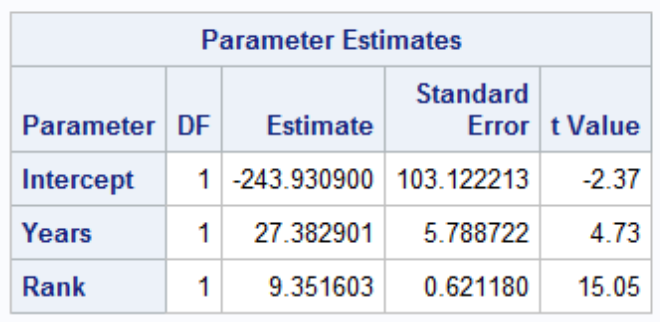 Parameter Estimates
Parameter DF Estimate Standard Error t Value
Intercept 1 -243.930900 103.122213 -2.37
Years 1 27.382901 5.788722 4.73
Rank 1 9.351603 0.621180 15.05